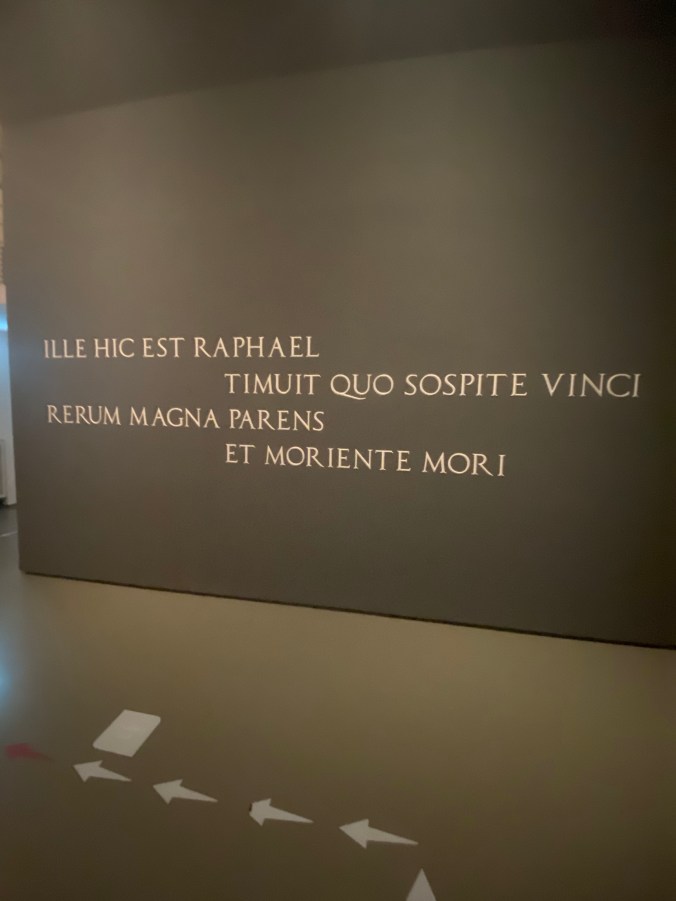 ILLE HIC EST RAPHAEL
TIMUIT QUO SOSPITE VINCI
RERUM MAGNA PARENS
ET MORIENTE MORI